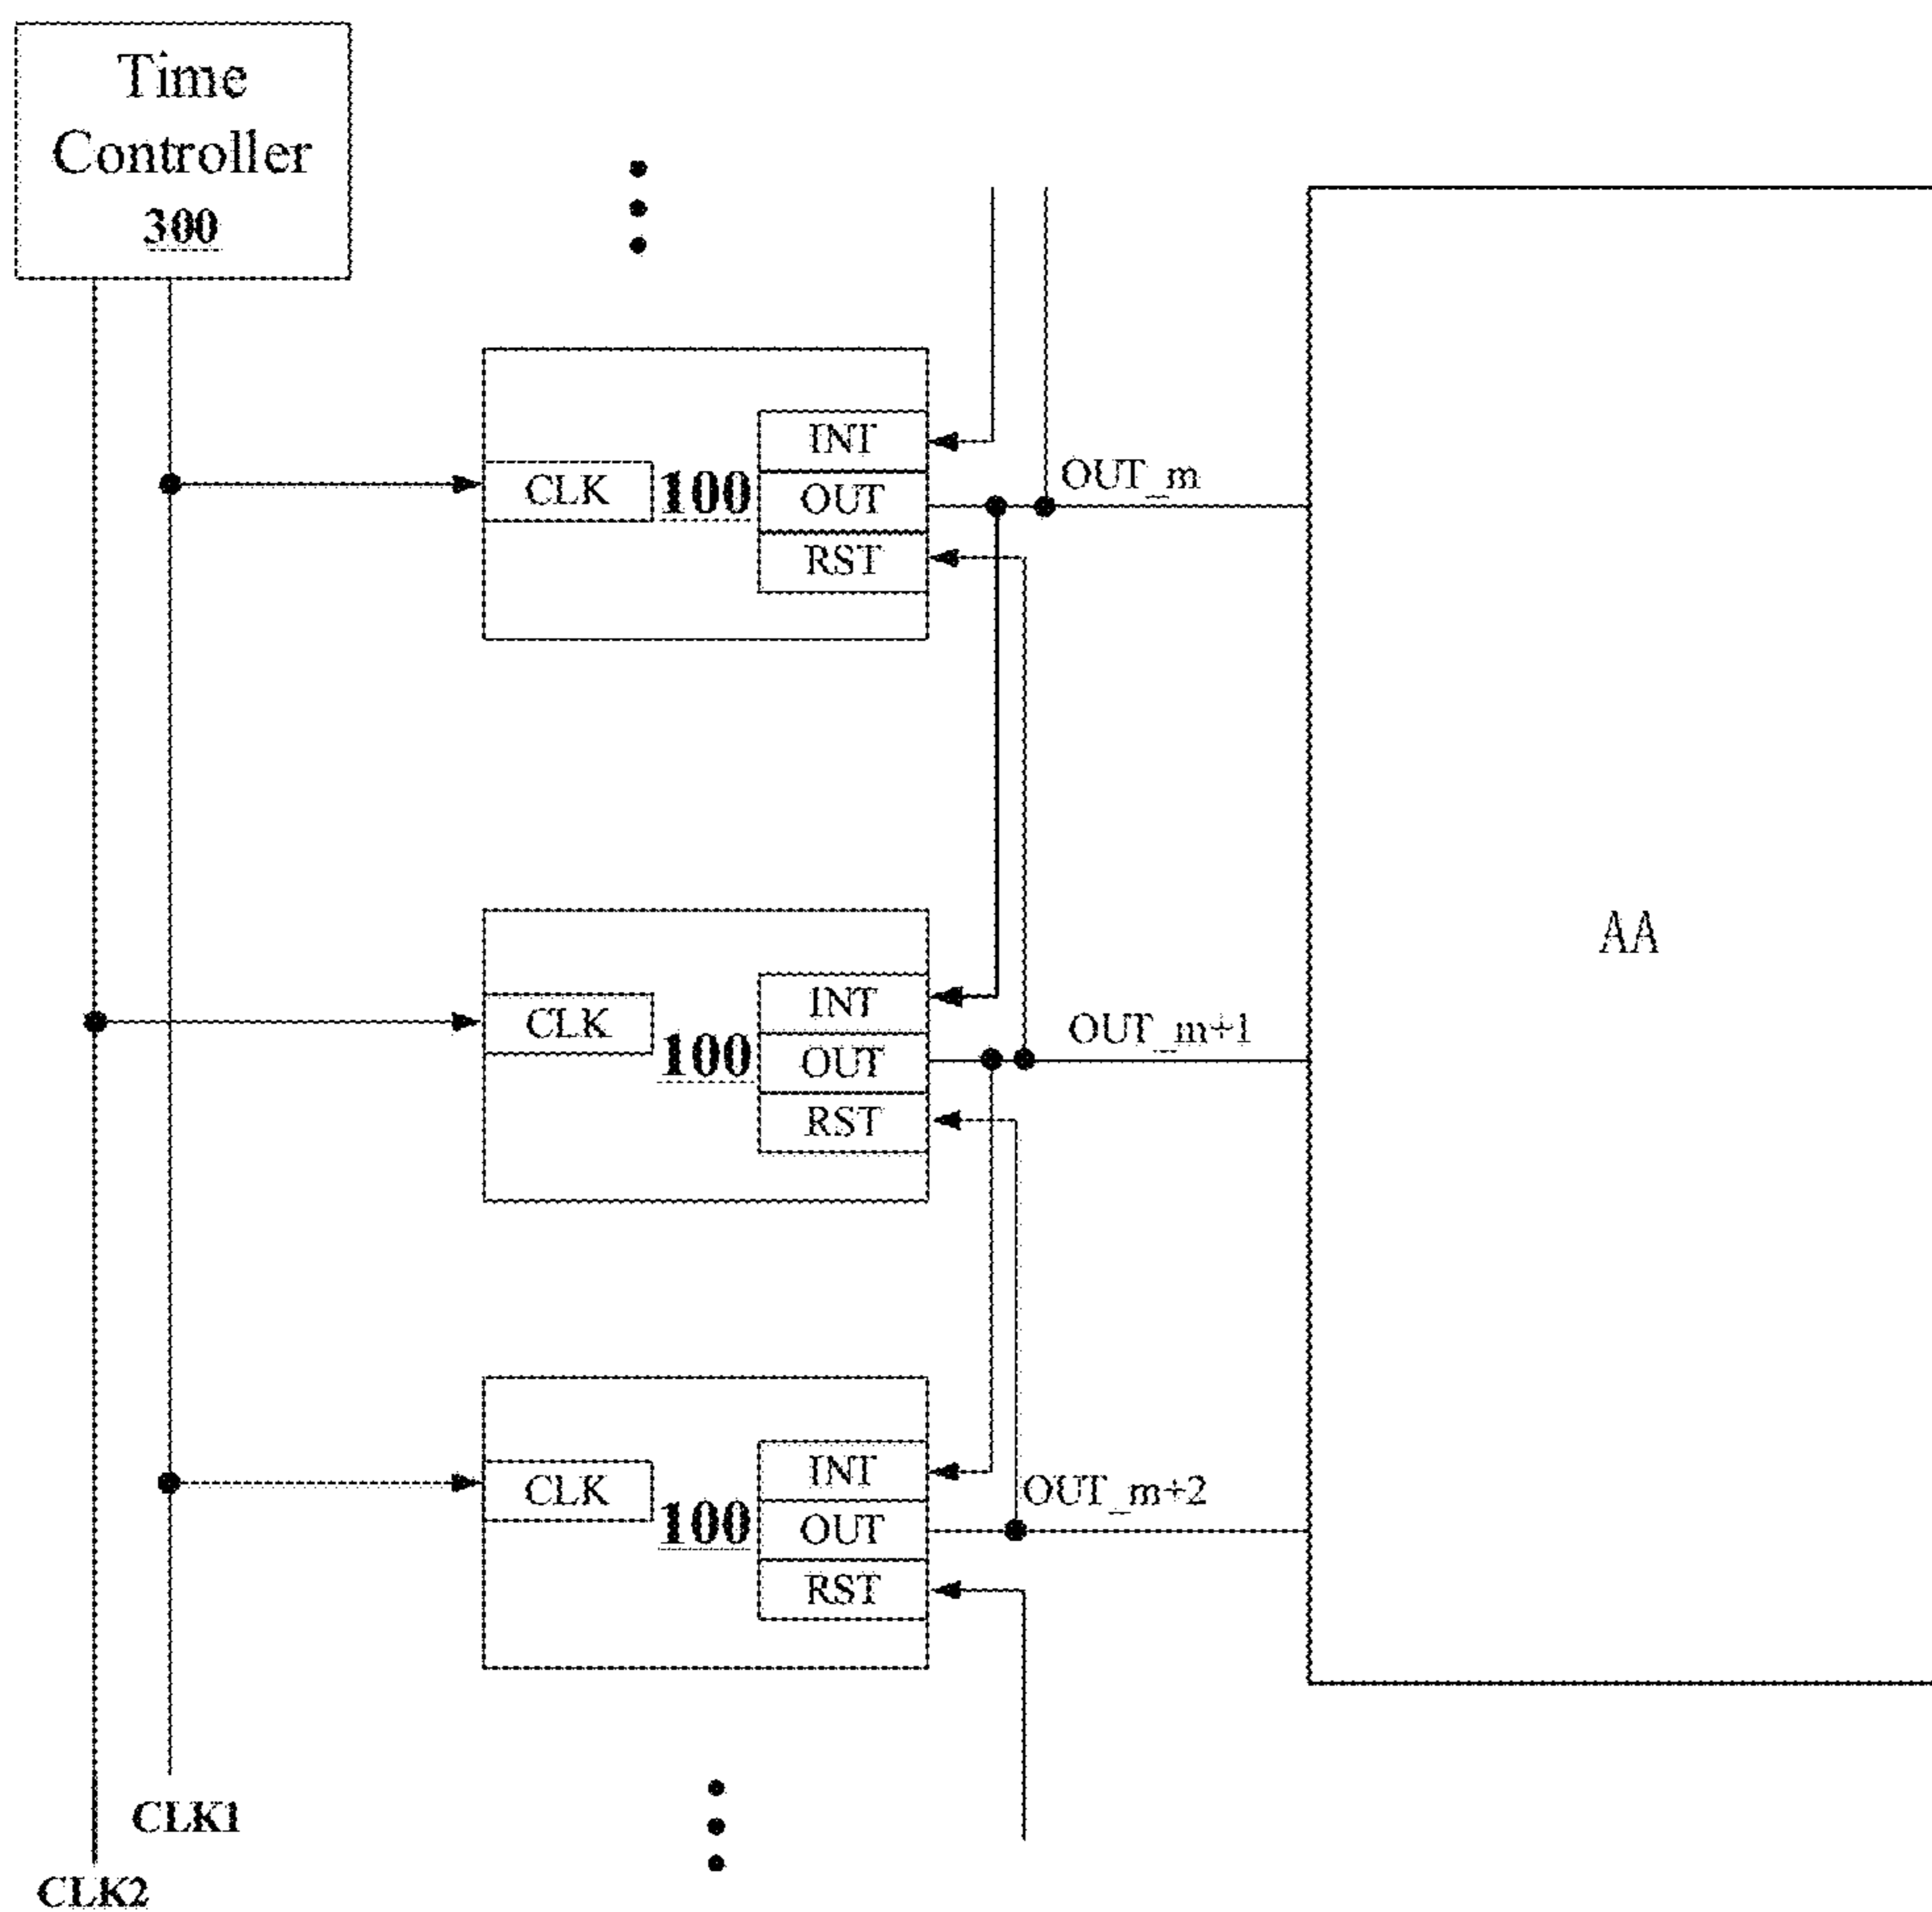 Time
Controller
300
INT
CLK
100
OUT
OUT_m
RST
AA
INT
CLK
100
OUT
OUT_m+1
RST
INT
CLK
100
OUT
OUT_m+2
RST
CLK1
CLK2